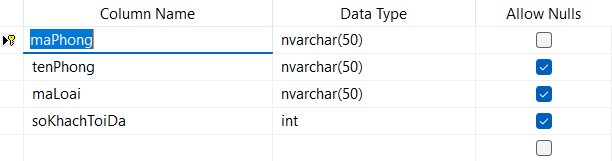 Column Name Data Type Allow Nulls
maPhong nvarchar(50)
tenPhong nvarchar(50)
maLoai nvarchar(50)
soKhachToiDa int